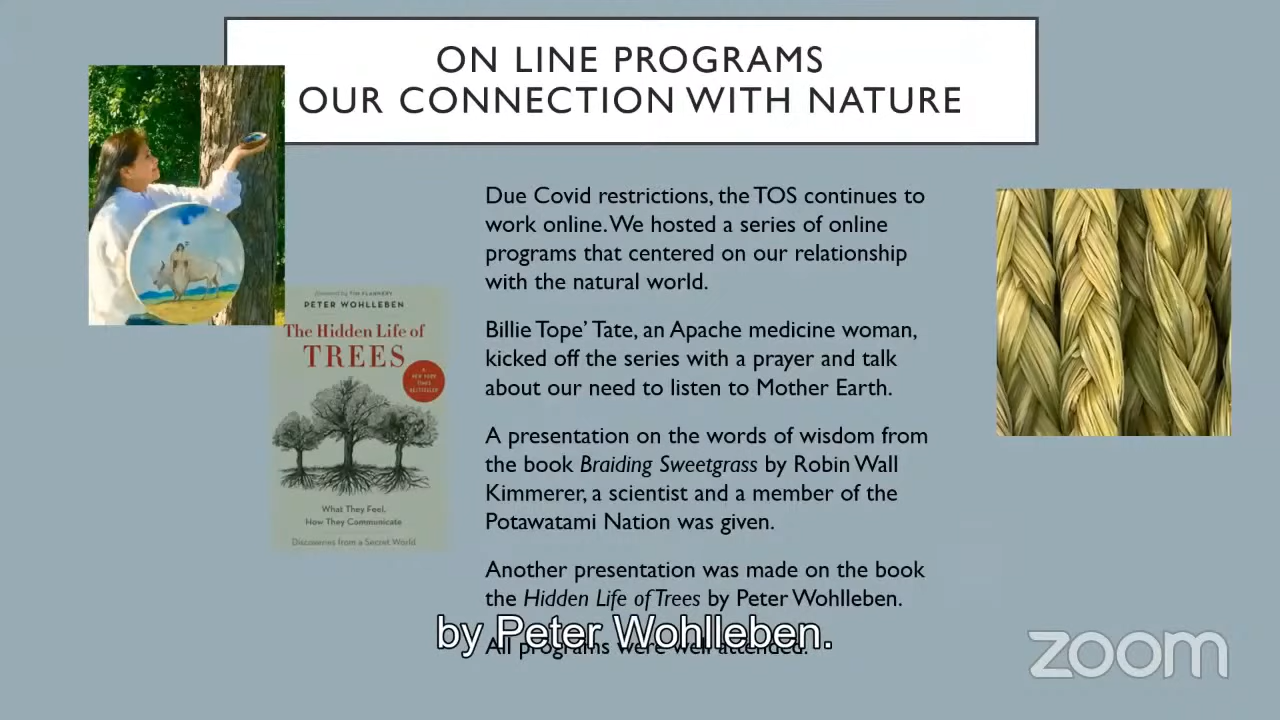 ON LINE PROGRAMS
OUR CONNECTION WITH NATURE
Due Covid restrictions, the TOS continues to
work online. We hosted a series of online
programs that centered on our relationship
with the natural world.
Billie Tope' Tate, an Apache medicine woman,
kicked off the series with a prayer and talk
about our need to listen to Mother Earth.
A presentation on the words of wisdom from
the book Braiding Sweetgrass by Robin Wall
Kimmerer, a scientist and a member of the
Potawatami Nation was given.
Another presentation was made on the book
the Hidden Life of Trees by Peter Wohlleben.
All programs were well attended.
by Peter Wohlleben.
Foreword by TIM FLANNERY
PETER WOHLLEBEN
The Hidden Life of
TREES
A
NEW YORK
TIMES
BESTSELLER
What They Feel,
How They Communicate
Discoveries from a Secret World
zoom